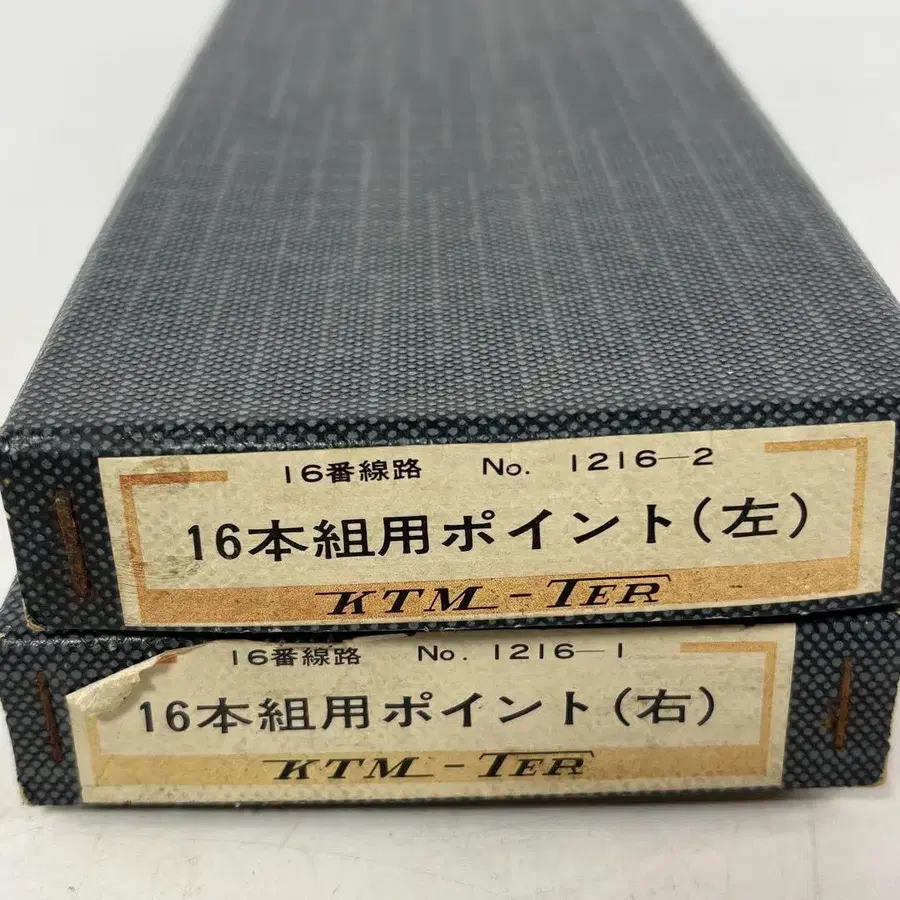 16番線路 No. 1216-2
16本組用ポイント(左)
KTM-TER
16番線路 No. 1216-1
16本組用ポイント(右)
KTM-TER